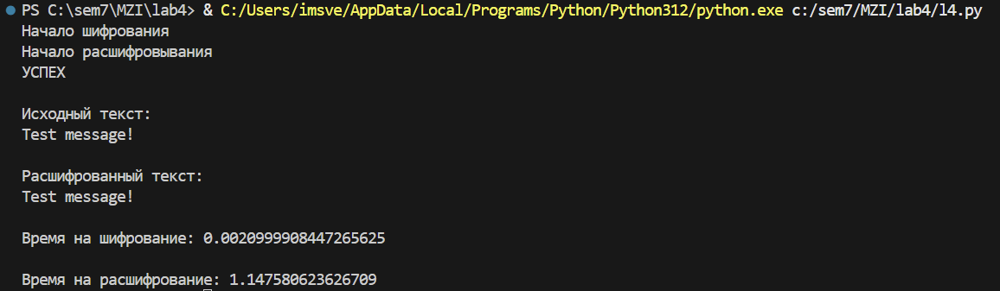 PS C:\sem7\MZI\lab4> & C:/Users/imsve/AppData/Local/Programs/Python/Python312/python.exe c:/sem7/MZI/lab4/l4.py
Начало шифрования
Начало расшифровывания
УСПЕХ
Исходный текст:
Test message!
Расшифрованный текст:
Test message!
Время на шифрование: 0.0020999908447265625
Время на расшифрование: 1.147580623626709